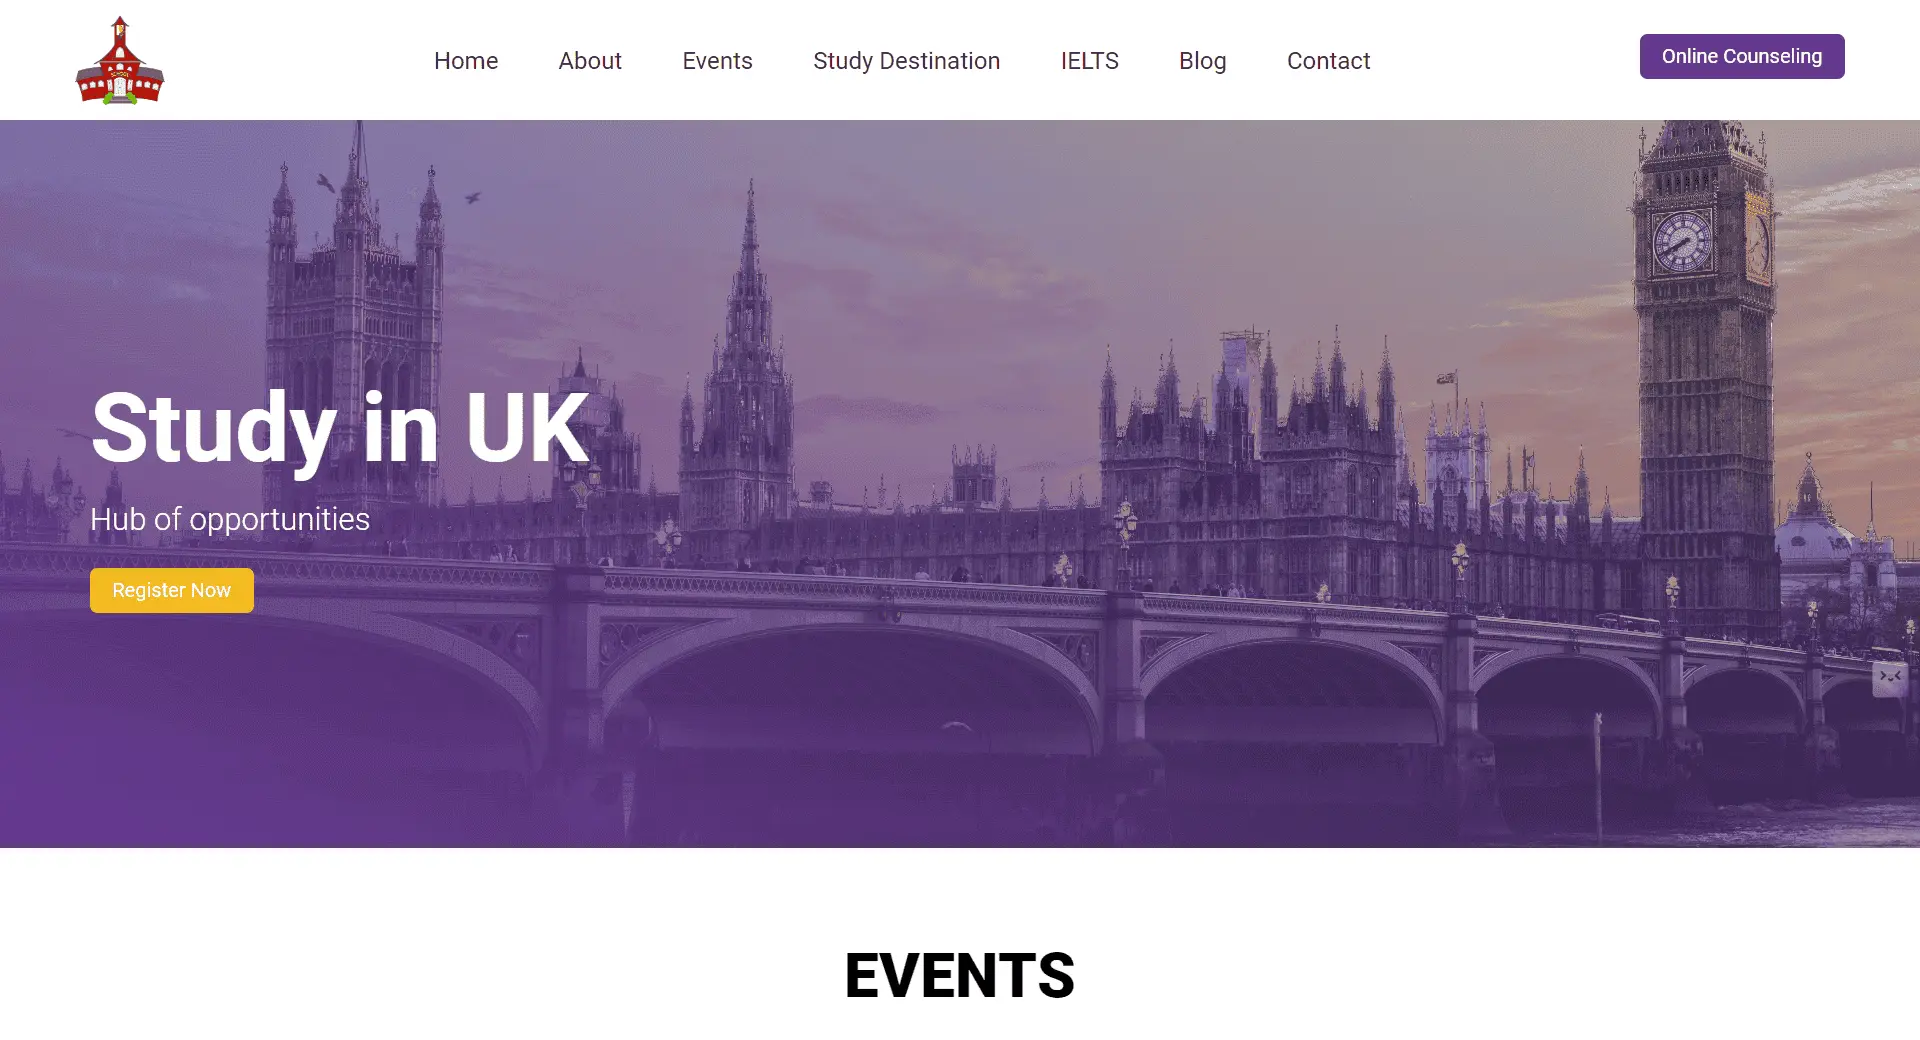 SCHOOL
Home
About
Events
Study Destination
IELTS
Blog
Contact
Online Counseling
Study in UK
Hub of opportunities
Register Now
EVENTS